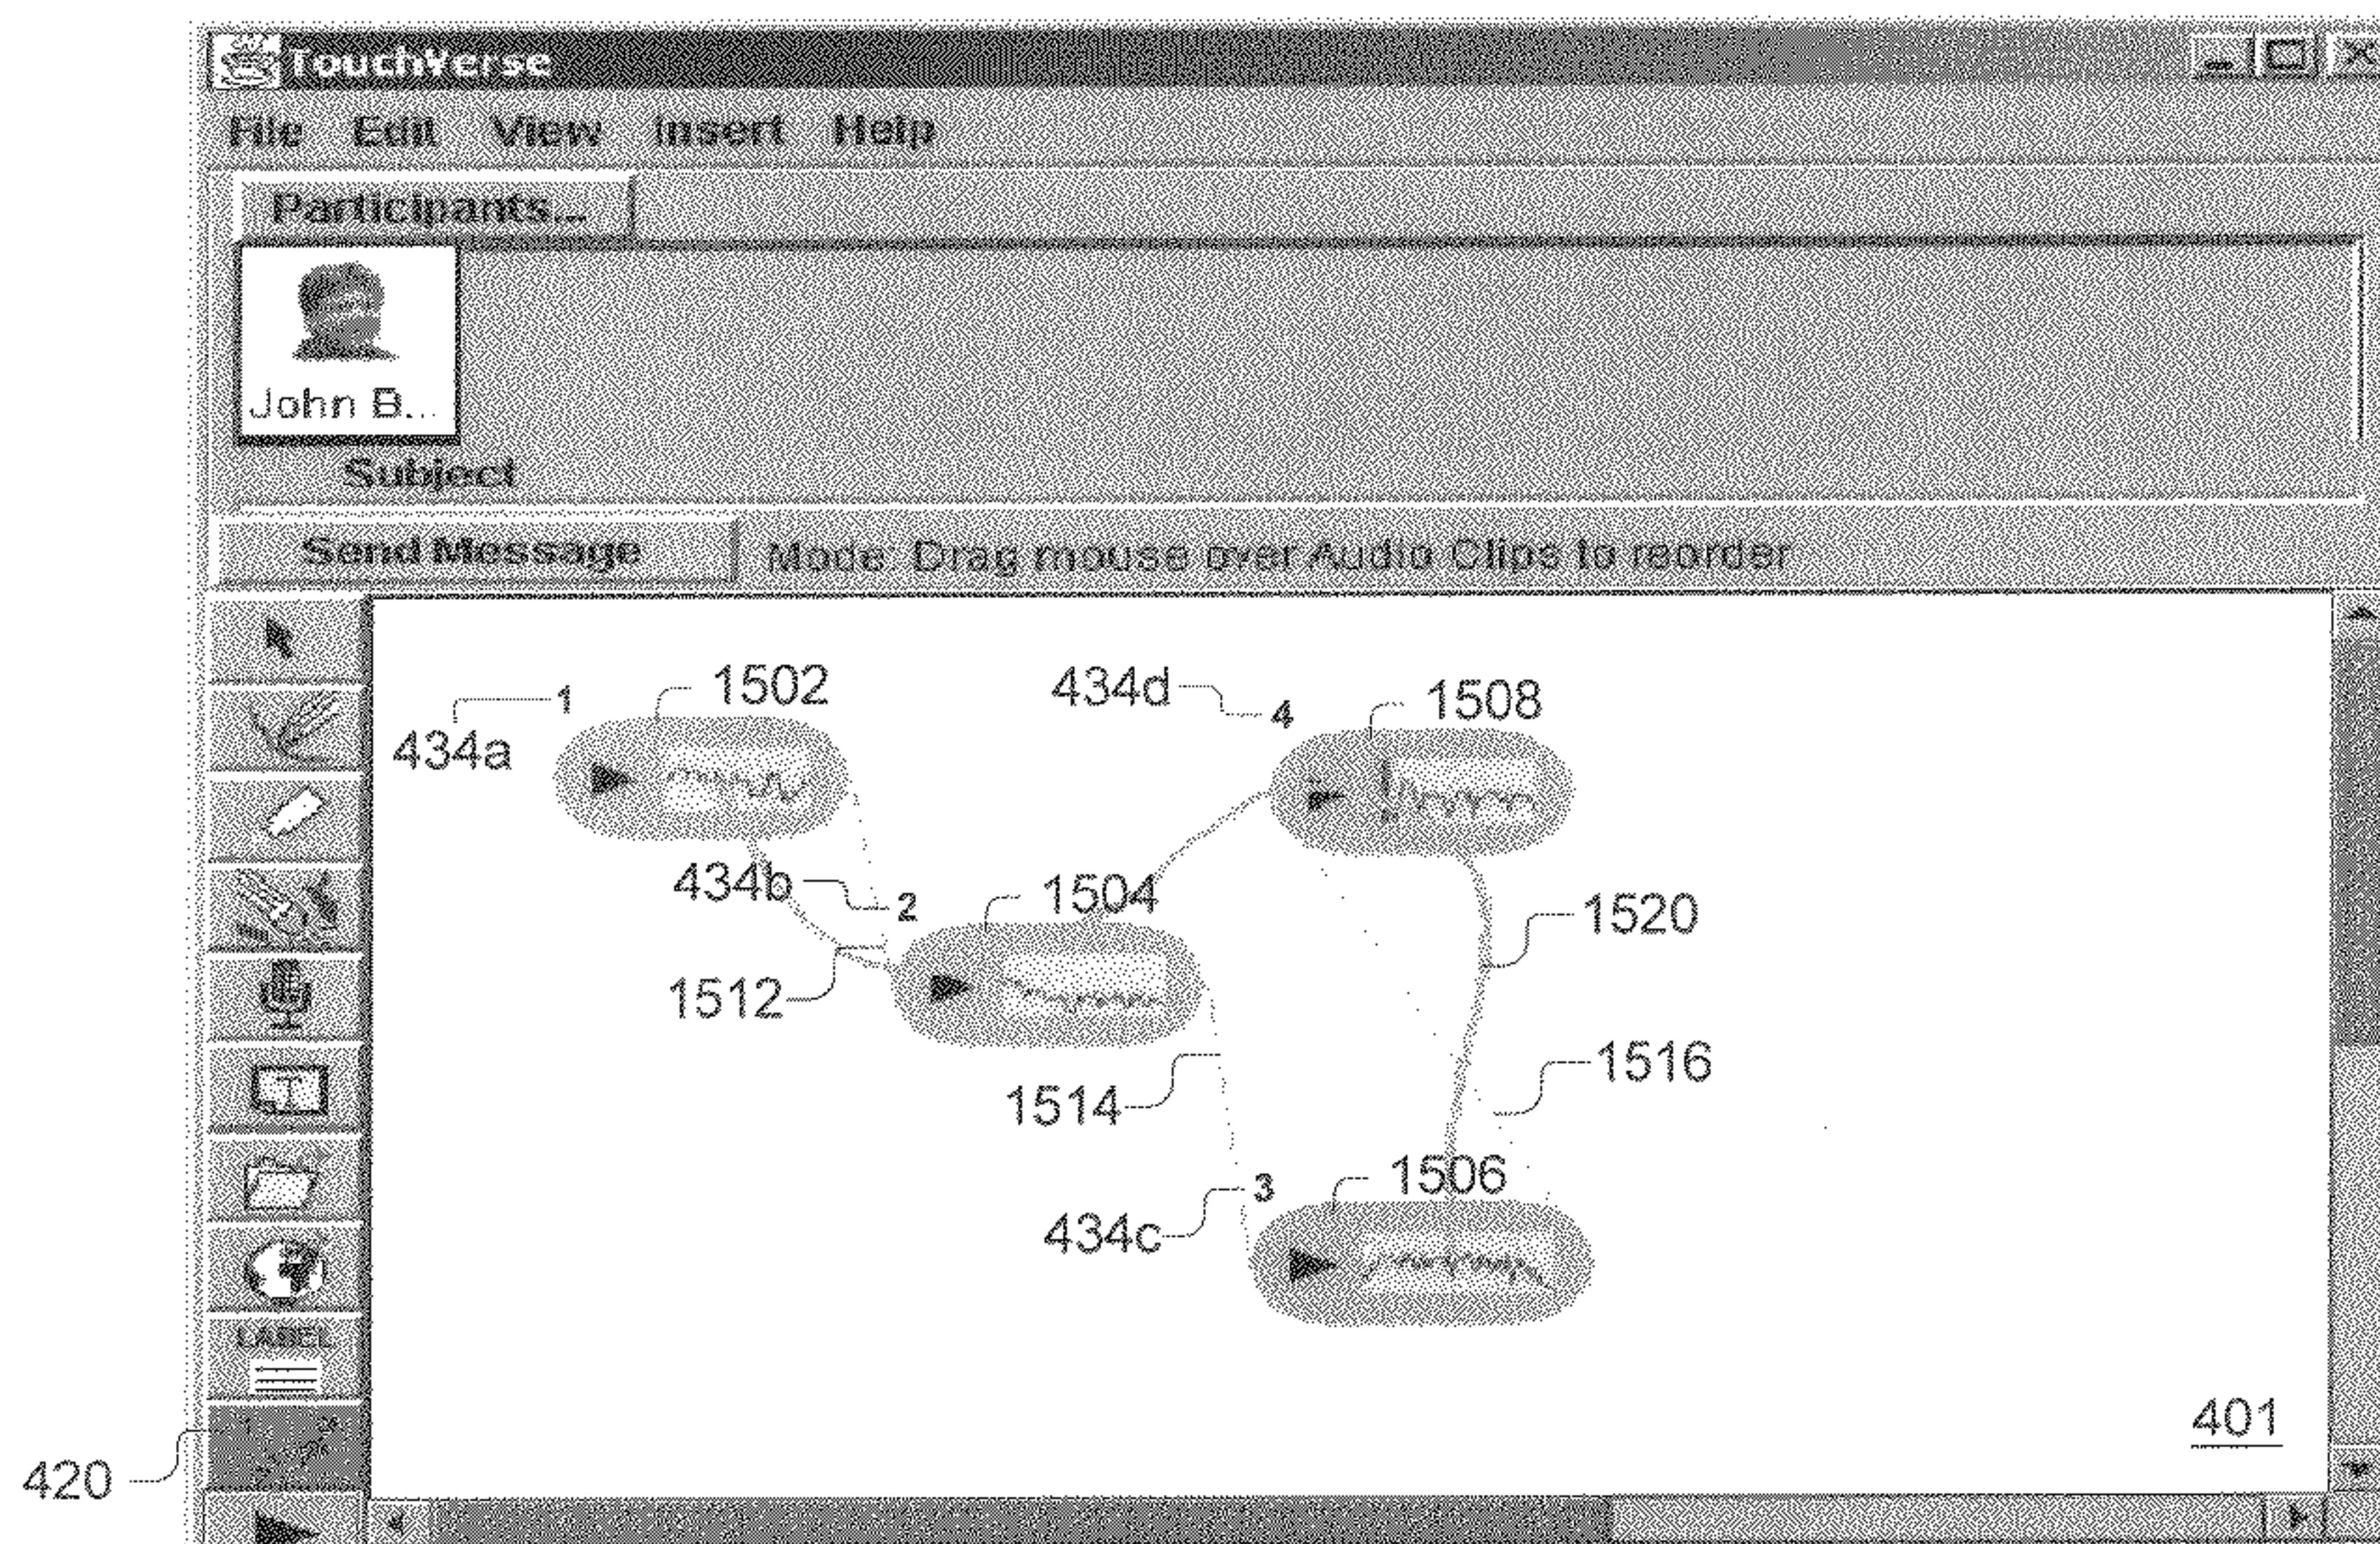 TouchVerse
File Edit View Insert Help
Participants...
John B...
Subject
Send Message Mode: Drag mouse over Audio Clips to reorder
1 1502 434d 1508
434a 4
434b 2 1504 1520
1512
1514 1516
3 1506
434c
T
LABEL
401
420